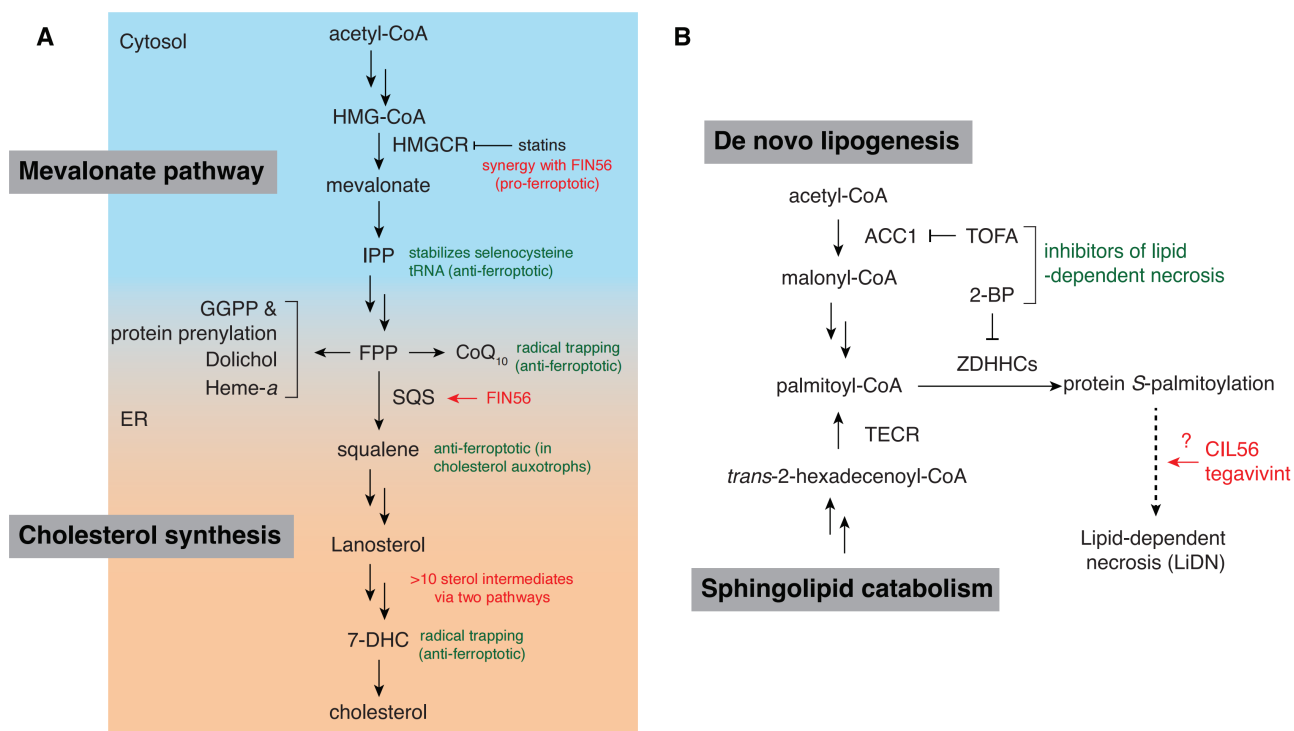 A
Cytosol
acetyl-CoA
HMG-CoA
HMGCR
statins
synergy with FIN56
(pro-ferroptotic)
Mevalonate pathway
mevalonate
IPP
stabilizes selenocysteine
tRNA (anti-ferroptotic)
GGPP &
protein prenylation
Dolichol
Heme-a
FPP
CoQ10
radical trapping
(anti-ferroptotic)
SQS
FIN56
ER
squalene
anti-ferroptotic (in
cholesterol auxotrophs)
Cholesterol synthesis
Lanosterol
>10 sterol intermediates
via two pathways
7-DHC
radical trapping
(anti-ferroptotic)
cholesterol
B
De novo lipogenesis
acetyl-CoA
ACC1
TOFA
inhibitors of lipid
-dependent necrosis
malonyl-CoA
2-BP
ZDHHCs
palmitoyl-CoA
protein S-palmitoylation
TECR
?
CIL56
tegavivint
trans-2-hexadecenoyl-CoA
Lipid-dependent
necrosis (LiDN)
Sphingolipid catabolism